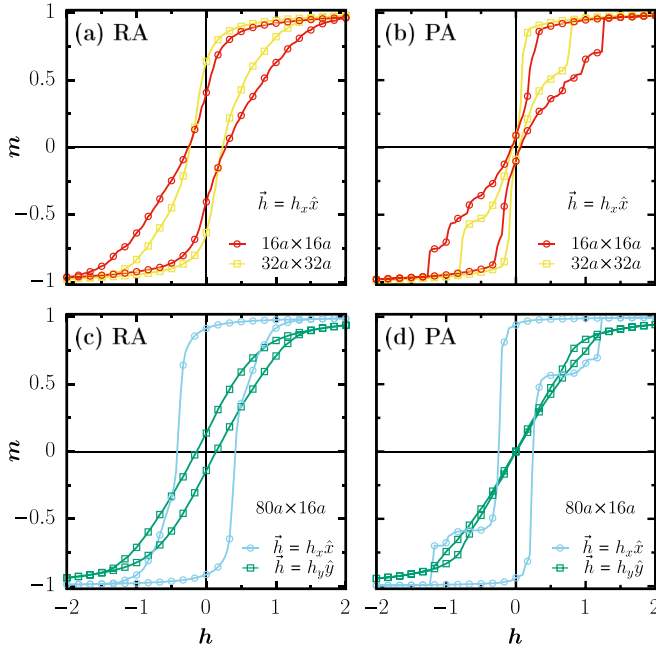 (a) RA
(b) PA
1
0.5
0
−0.5
−1
m
h⃗ = hₓx̂
16a×16a
32a×32a
h⃗ = hₓx̂
16a×16a
32a×32a
(c) RA
(d) PA
1
0.5
0
−0.5
−1
m
80a×16a
h⃗ = hₓx̂
h⃗ = h_yŷ
80a×16a
h⃗ = hₓx̂
h⃗ = h_yŷ
−2 −1 0 1 2
−2 −1 0 1 2
h
h